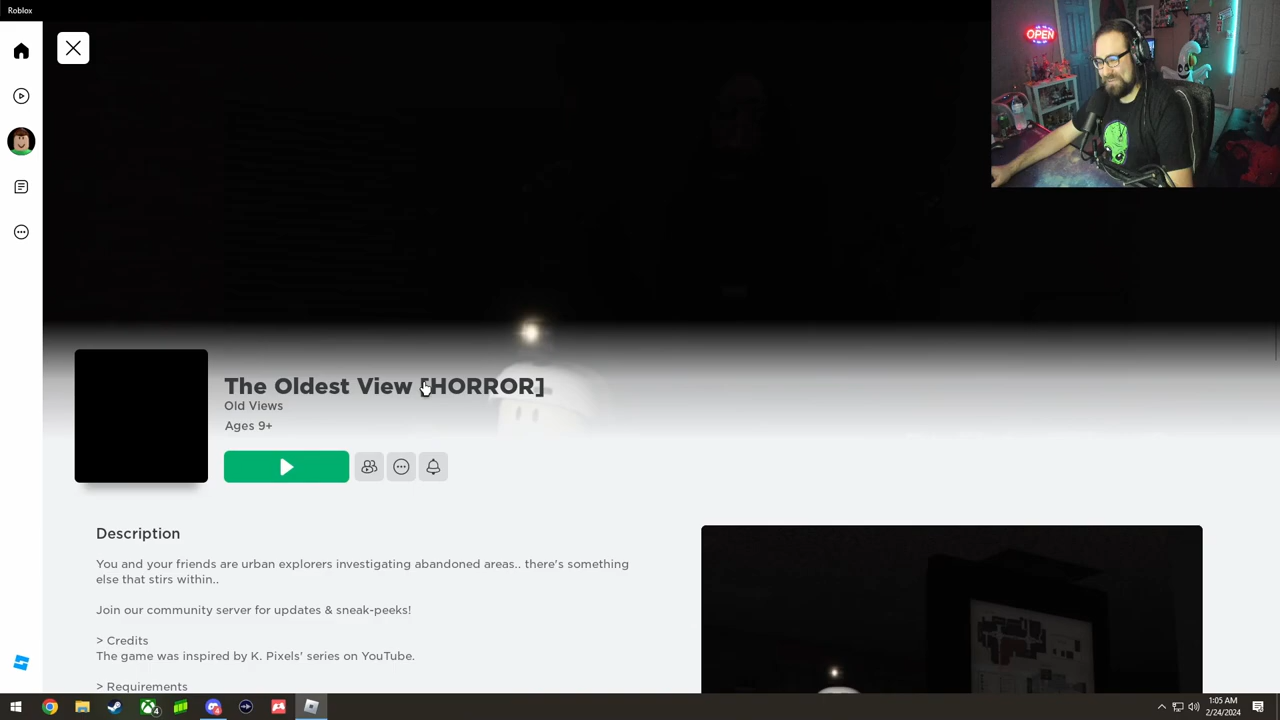 Roblox
OPEN
The Oldest View [HORROR]
Old Views
Ages 9+
Description
You and your friends are urban explorers investigating abandoned areas.. there's something
else that stirs within..
Join our community server for updates & sneak-peeks!
> Credits
The game was inspired by K. Pixels' series on YouTube.
> Requirements
4
1:05 AM
2/24/2024